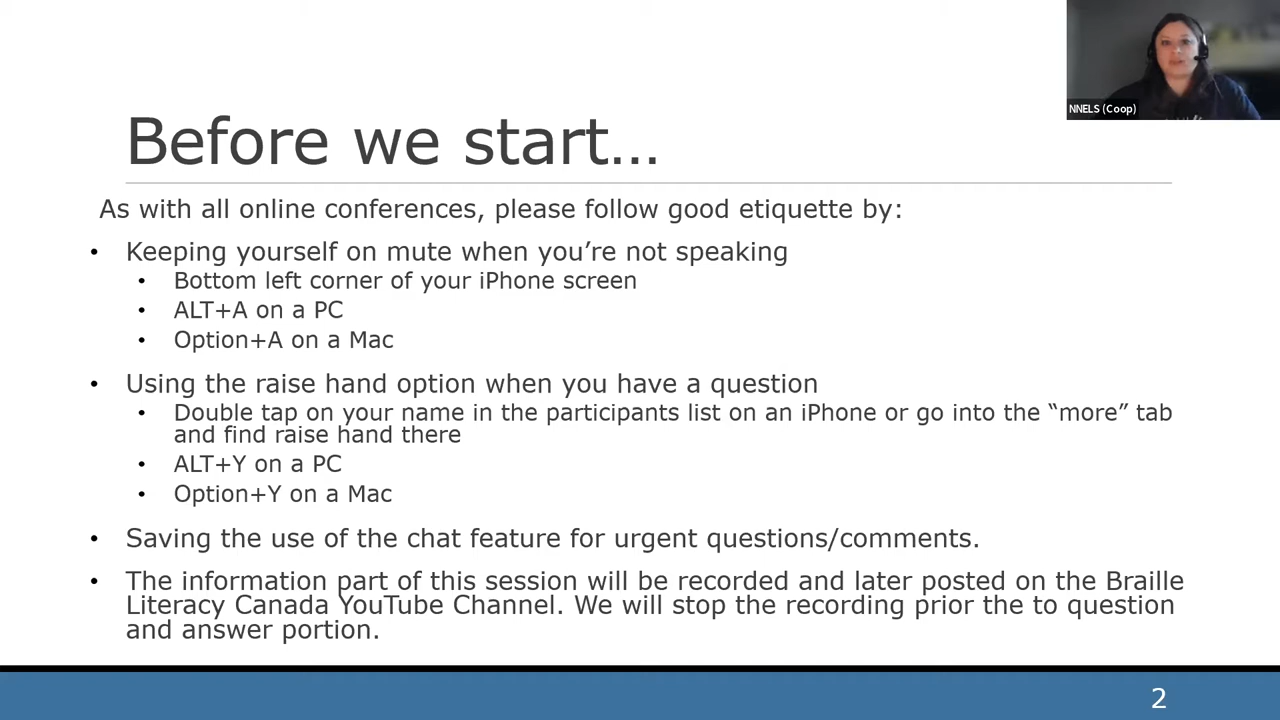 NNELS (Coop)
Before we start…
As with all online conferences, please follow good etiquette by:
• Keeping yourself on mute when you’re not speaking
• Bottom left corner of your iPhone screen
• ALT+A on a PC
• Option+A on a Mac
• Using the raise hand option when you have a question
• Double tap on your name in the participants list on an iPhone or go into the “more” tab
and find raise hand there
• ALT+Y on a PC
• Option+Y on a Mac
• Saving the use of the chat feature for urgent questions/comments.
• The information part of this session will be recorded and later posted on the Braille
Literacy Canada YouTube Channel. We will stop the recording prior the to question
and answer portion.
2